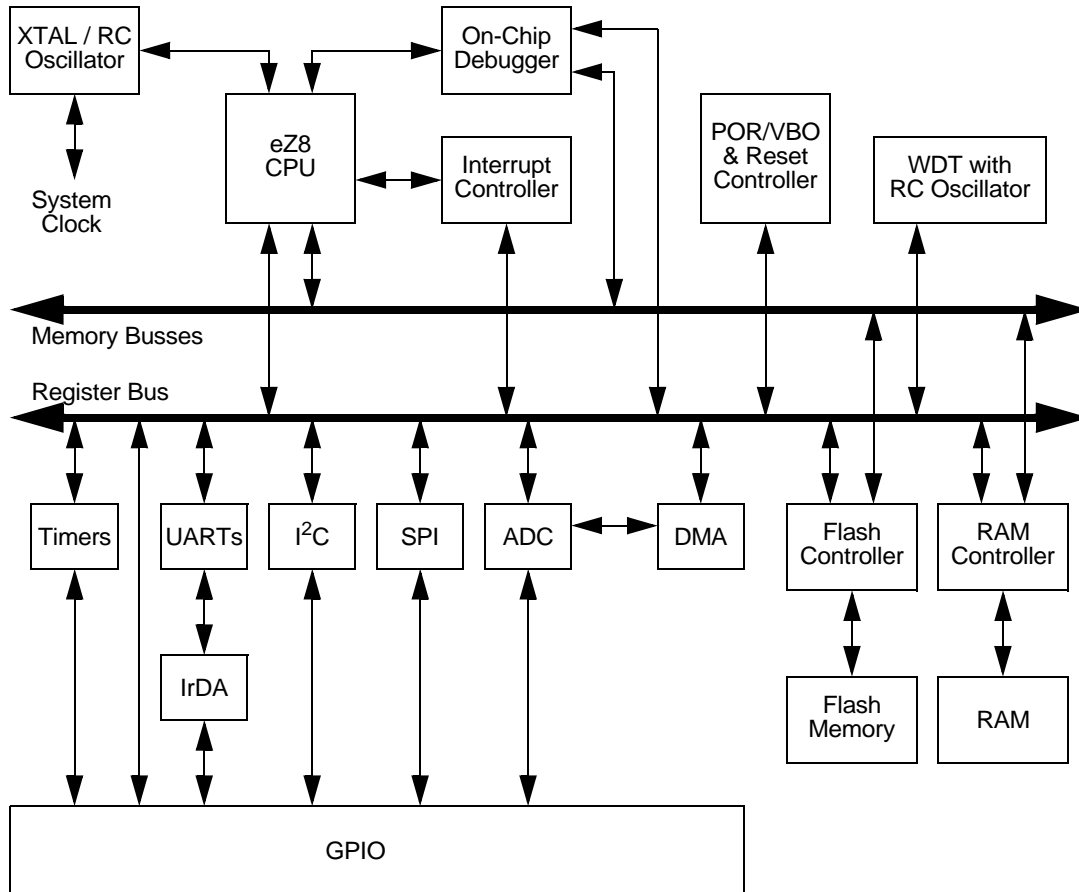 XTAL / RC
Oscillator
On-Chip
Debugger
eZ8
CPU
Interrupt
Controller
POR/VBO
& Reset
Controller
WDT with
RC Oscillator
System
Clock
Memory Busses
Register Bus
Timers
UARTs
I²C
SPI
ADC
DMA
Flash
Controller
RAM
Controller
IrDA
Flash
Memory
RAM
GPIO